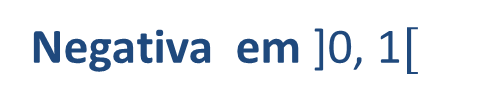 Negativa em ]0, 1[